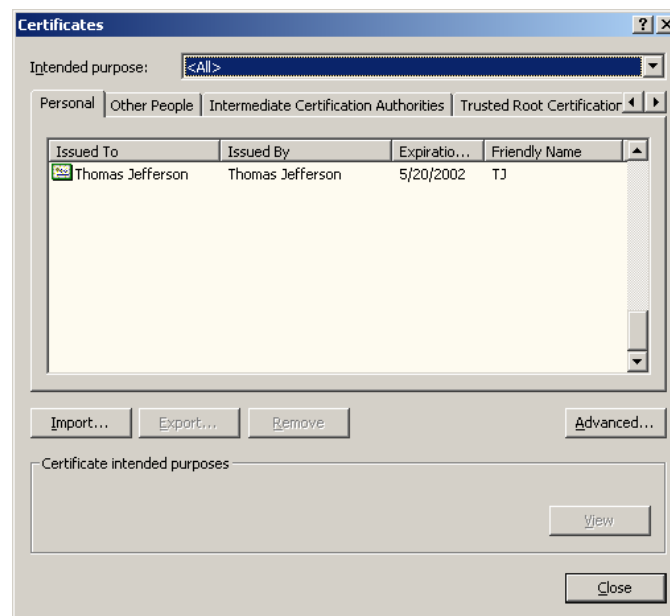 Certificates
Intended purpose: <All>
Personal Other People Intermediate Certification Authorities Trusted Root Certification
Issued To Issued By Expiratio... Friendly Name
Thomas Jefferson Thomas Jefferson 5/20/2002 TJ
Import... Export... Remove Advanced...
Certificate intended purposes
View
Close